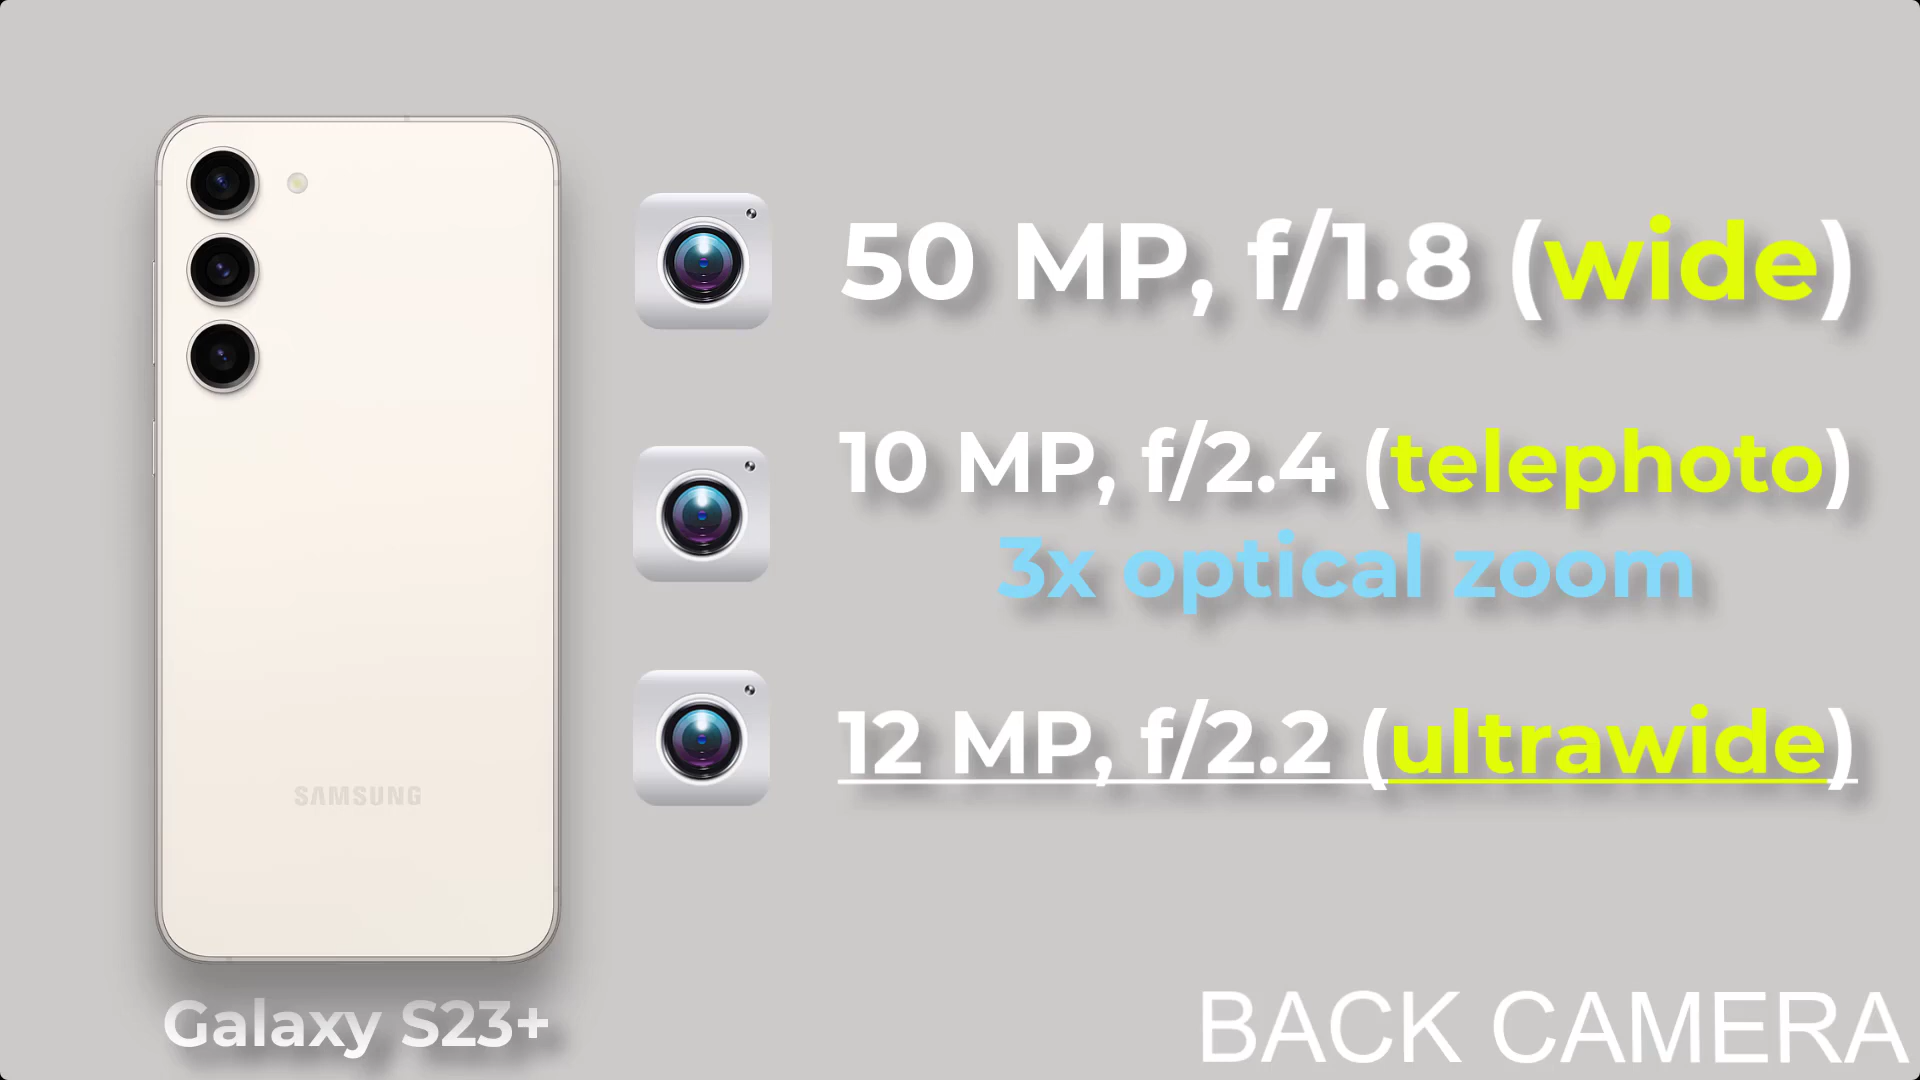 50 MP, f/1.8 (wide)
10 MP, f/2.4 (telephoto)
3x optical zoom
12 MP, f/2.2 (ultrawide)
SAMSUNG
Galaxy S23+
BACK CAMERA